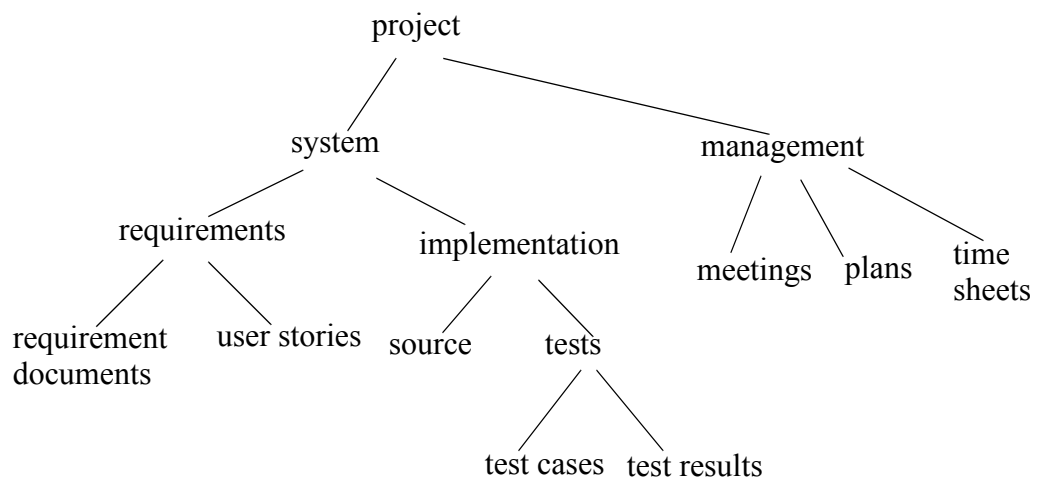 project
system
management
requirements
implementation
meetings
plans
time
sheets
requirement
documents
user stories
source
tests
test cases
test results